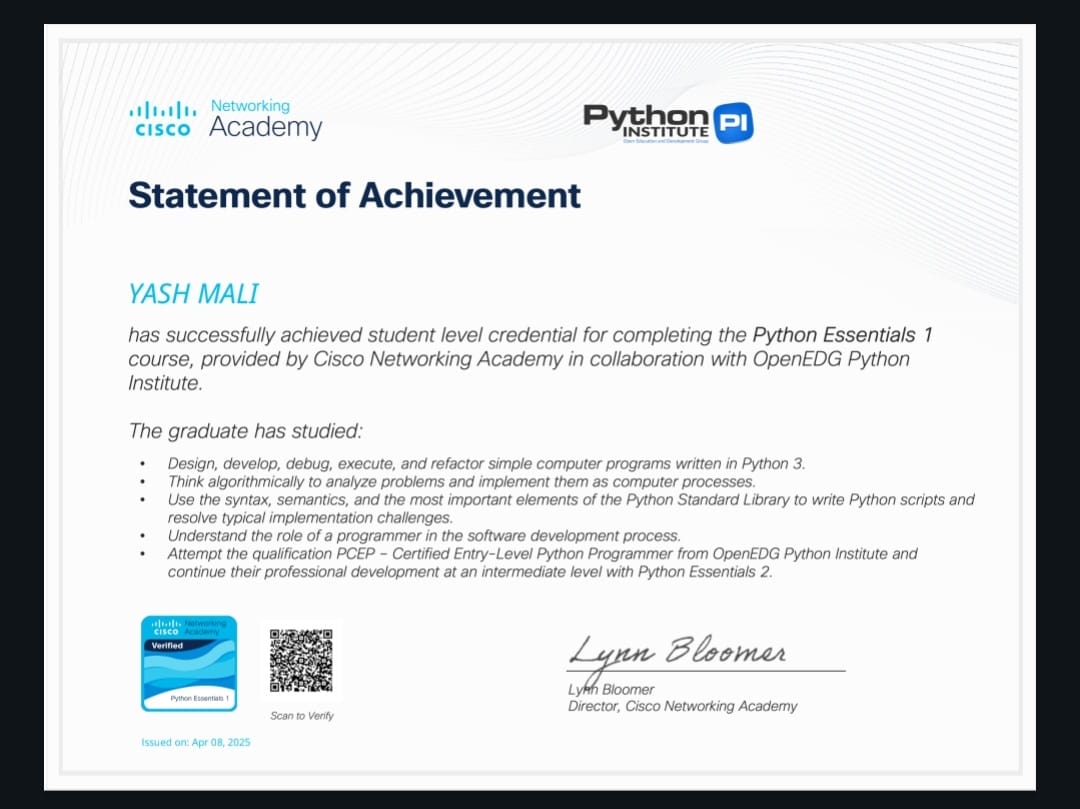 Networking
CISCO Academy
Python
INSTITUTE PI
Open Education and Development Group
Statement of Achievement
YASH MALI
has successfully achieved student level credential for completing the Python Essentials 1
course, provided by Cisco Networking Academy in collaboration with OpenEDG Python
Institute.
The graduate has studied:
• Design, develop, debug, execute, and refactor simple computer programs written in Python 3.
• Think algorithmically to analyze problems and implement them as computer processes.
• Use the syntax, semantics, and the most important elements of the Python Standard Library to write Python scripts and
resolve typical implementation challenges.
• Understand the role of a programmer in the software development process.
• Attempt the qualification PCEP – Certified Entry-Level Python Programmer from OpenEDG Python Institute and
continue their professional development at an intermediate level with Python Essentials 2.
Networking
CISCO Academy
Verified
Python Essentials 1
Scan to Verify
Issued on: Apr 08, 2025
Lynn Bloomer
Lynn Bloomer
Director, Cisco Networking Academy